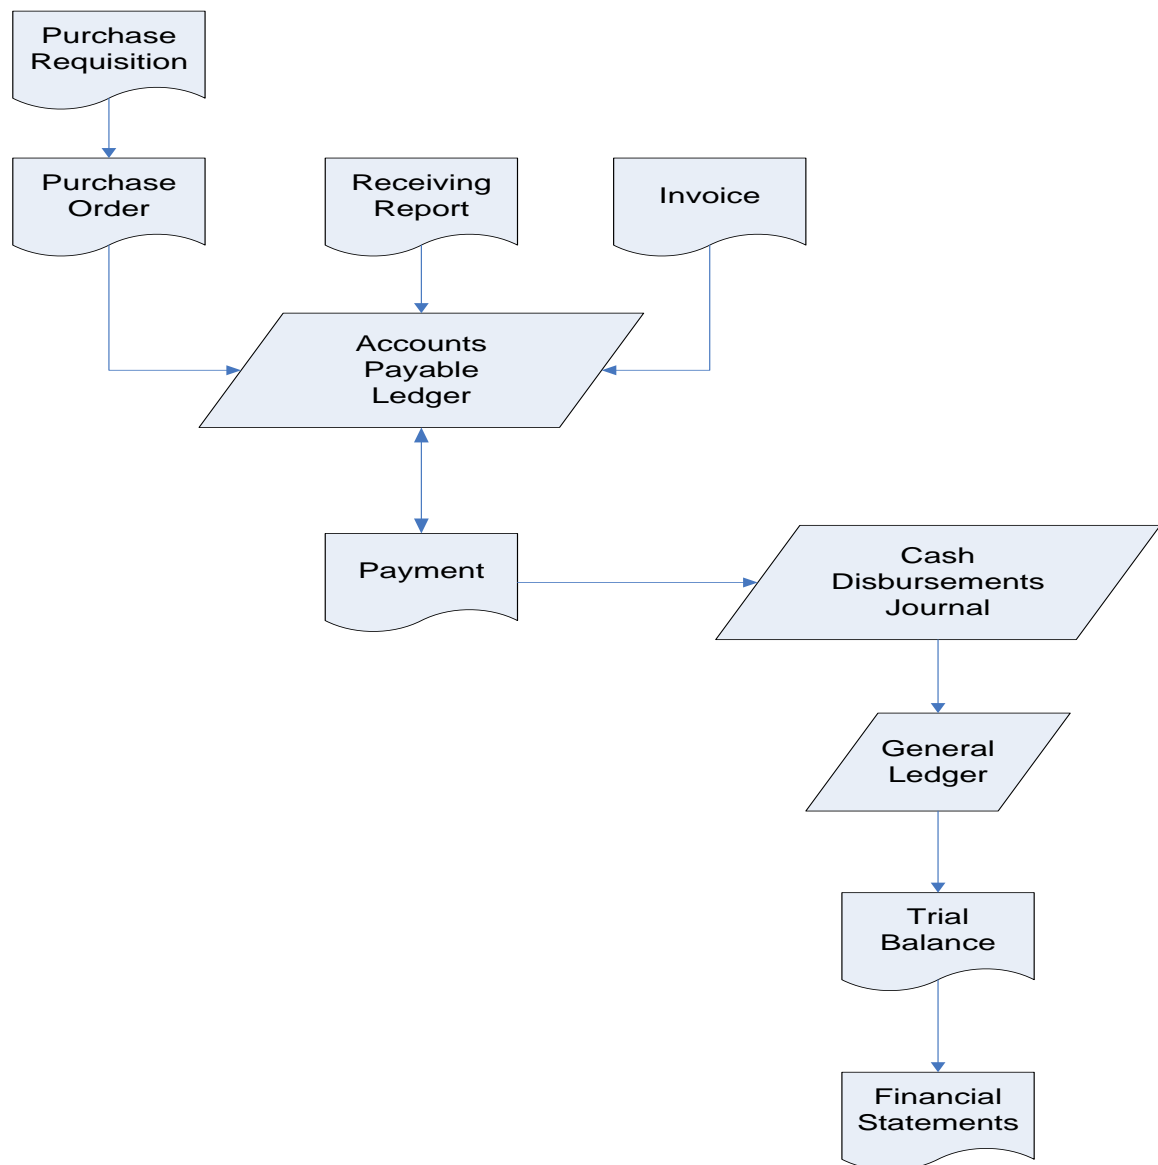 Purchase
Requisition
Purchase
Order
Receiving
Report
Invoice
Accounts
Payable
Ledger
Payment
Cash
Disbursements
Journal
General
Ledger
Trial
Balance
Financial
Statements